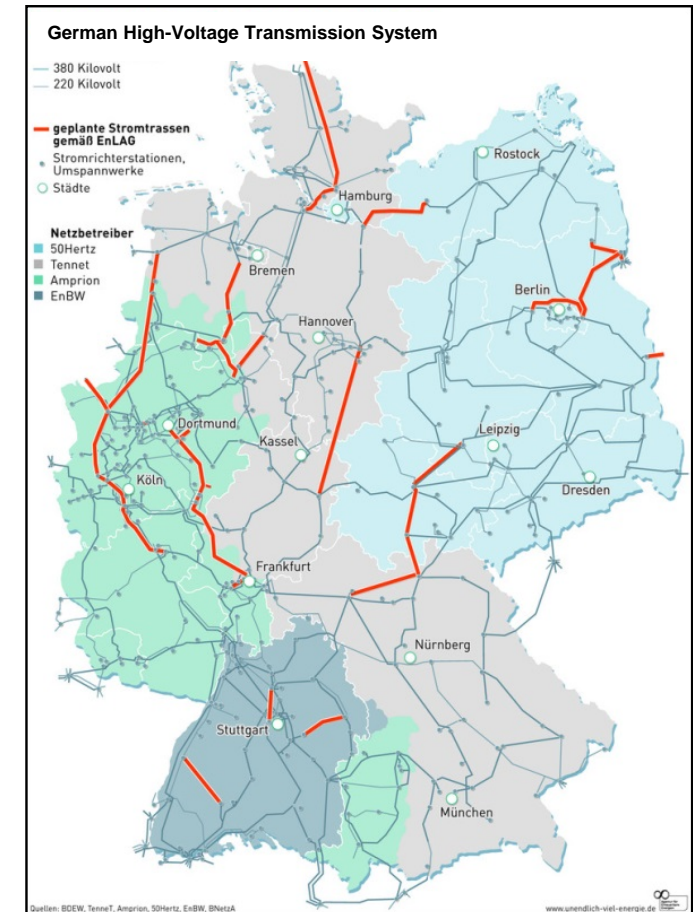 German High-Voltage Transmission System
380 Kilovolt
220 Kilovolt
geplante Stromtrassen
gemäß EnLAG
Stromrichterstationen,
Umspannwerke
Städte
Netzbetreiber
50Hertz
Tennet
Amprion
EnBW
Rostock
Hamburg
Bremen
Berlin
Hannover
Dortmund
Kassel
Leipzig
Köln
Dresden
Frankfurt
Nürnberg
Stuttgart
München
Quellen: BDEW, TenneT, Amprion, 50Hertz, EnBW, BNetzA
www.unendlich-viel-energie.de